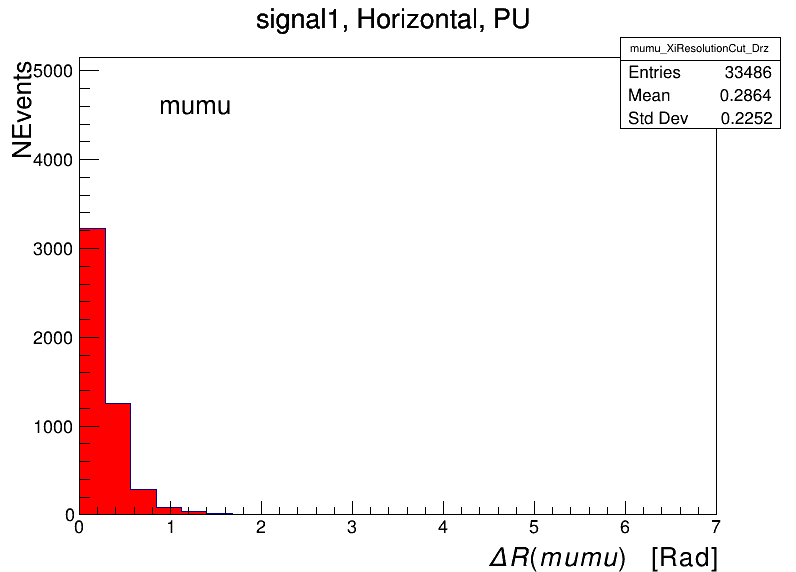 signal1, Horizontal, PU
mumu_XiResolutionCut_Drz
Entries 33486
Mean 0.2864
Std Dev 0.2252
NEvents
mumu
5000
4000
3000
2000
1000
0
0 1 2 3 4 5 6 7
ΔR(mumu) [Rad]